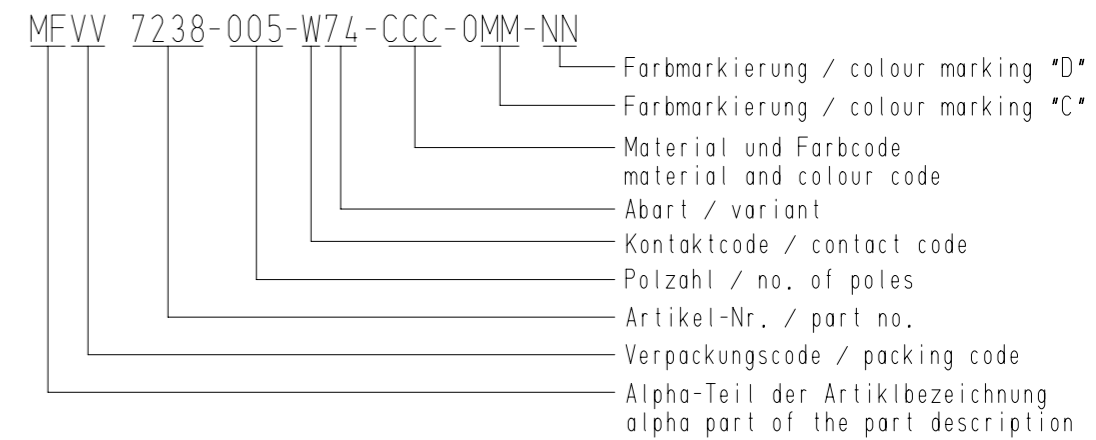 MFVV 7238-005-W74-CCC-0MM-NN
Farbmarkierung / colour marking "D"
Farbmarkierung / colour marking "C"
Material und Farbcode
material and colour code
Abart / variant
Kontaktcode / contact code
Polzahl / no. of poles
Artikel-Nr. / part no.
Verpackungscode / packing code
Alpha-Teil der Artiklbezeichnung
alpha part of the part description